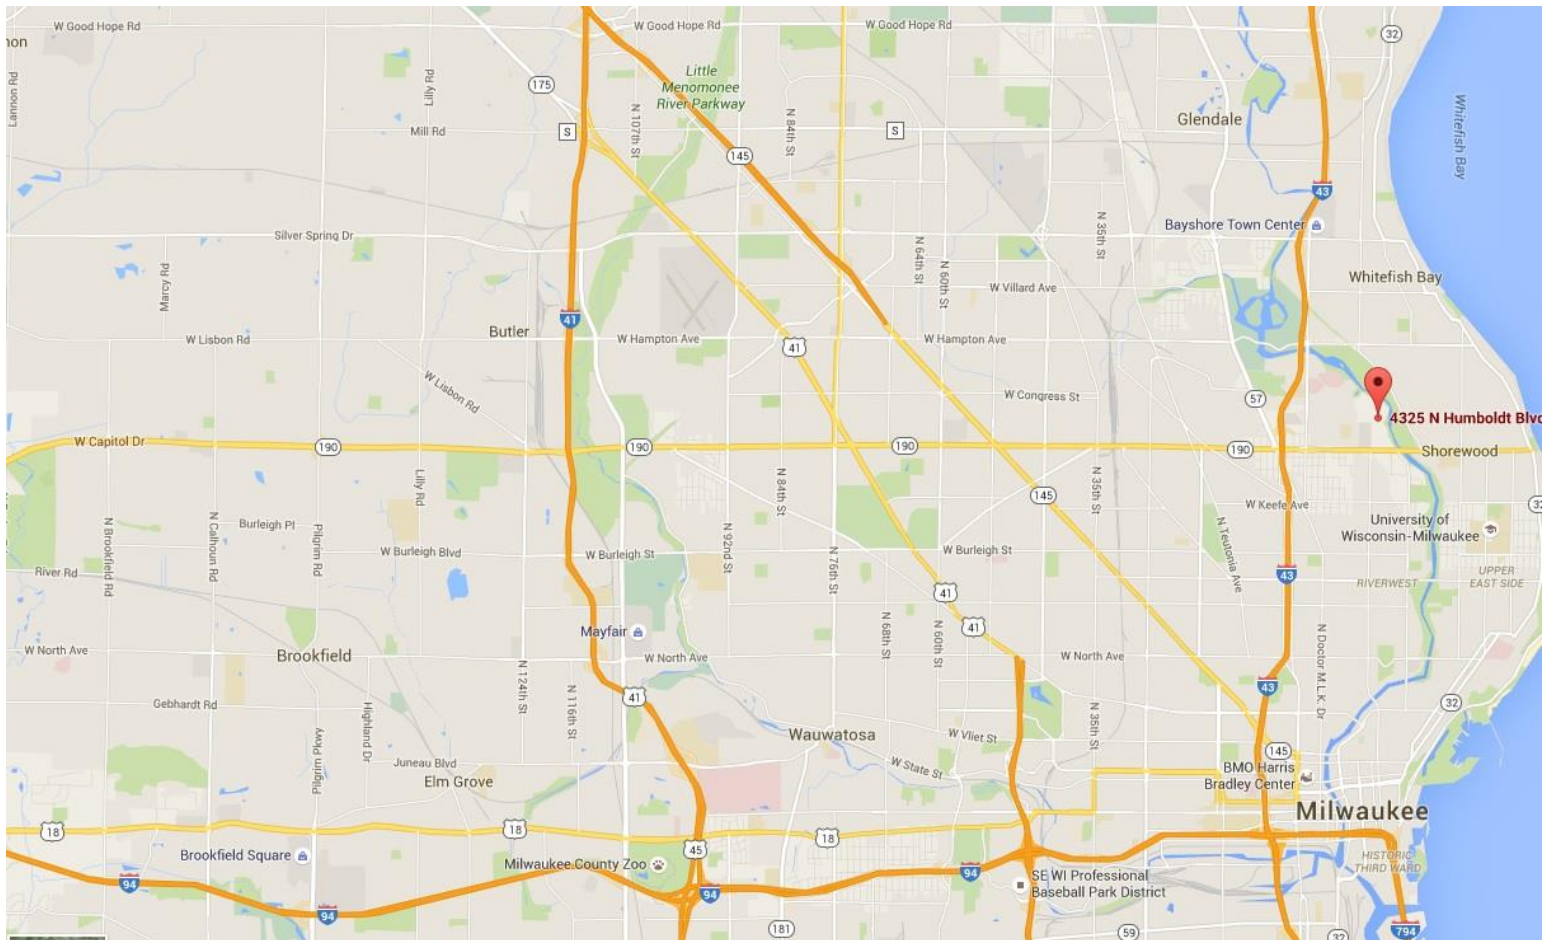 W Good Hope Rd
W Good Hope Rd
W Good Hope Rd
32
non
Lannon Rd
Lilly Rd
175
Little
Menomonee
River Parkway
N 107th St
N 84th St
Mill Rd
S
S
145
Glendale
Whitefish Bay
43
Silver Spring Dr
N 64th St
N 60th St
N 35th St
Bayshore Town Center
Marcy Rd
W Villard Ave
Whitefish Bay
41
Butler
W Lisbon Rd
W Hampton Ave
41
W Hampton Ave
W Lisbon Rd
W Congress St
57
4325 N Humboldt Blvd
W Capitol Dr
190
190
190
190
Shorewood
Lilly Rd
N 84th St
N 35th St
145
W Keefe Ave
32
N Brookfield Rd
N Calhoun Rd
Burleigh Pl
Pilgrim Rd
W Burleigh Blvd
W Burleigh St
N 92nd St
N 76th St
W Burleigh St
N Teutonia Ave
University of
Wisconsin-Milwaukee
River Rd
41
43
RIVERWEST
UPPER
EAST SIDE
Mayfair
41
N 68th St
N 60th St
N Doctor M.L.K. Dr
W North Ave
Brookfield
N 124th St
W North Ave
W North Ave
N 116th St
41
43
Gebhardt Rd
Highland Dr
N 35th St
32
Pilgrim Pkwy
Wauwatosa
W Vliet St
145
Juneau Blvd
W State St
BMO Harris
Bradley Center
Elm Grove
Milwaukee
18
18
18
Brookfield Square
45
Milwaukee County Zoo
HISTORIC
THIRD WARD
94
94
94
94
SE WI Professional
Baseball Park District
181
59
32
794